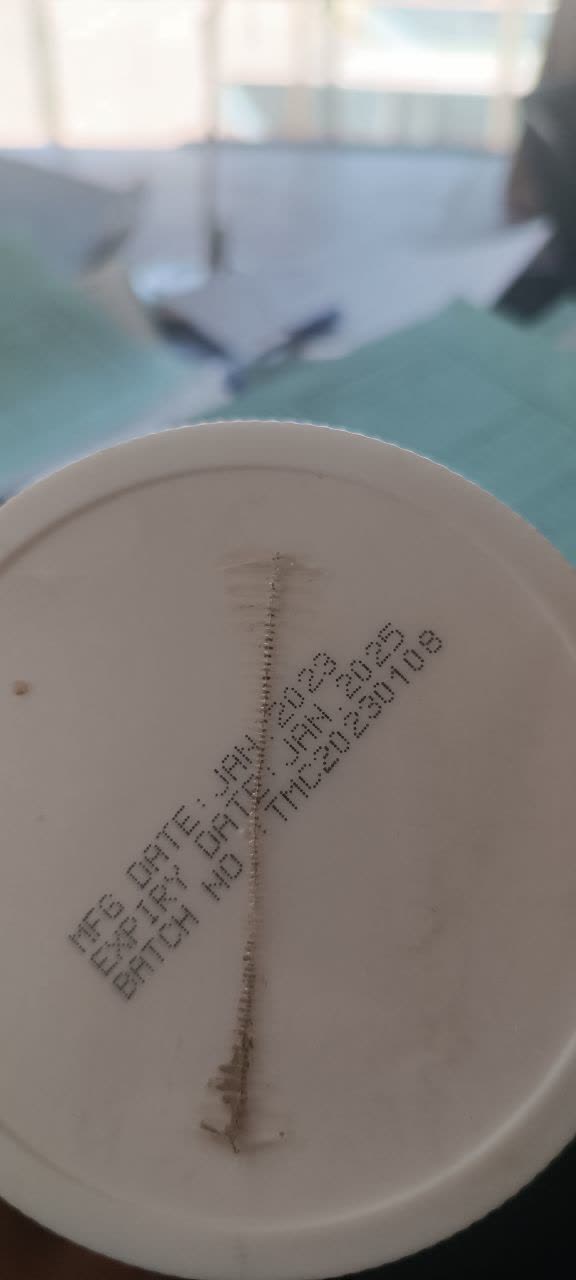 MFG DATE: JAN. 2023
EXPIRY DATE: JAN. 2025
BATCH NO : TMC20230108